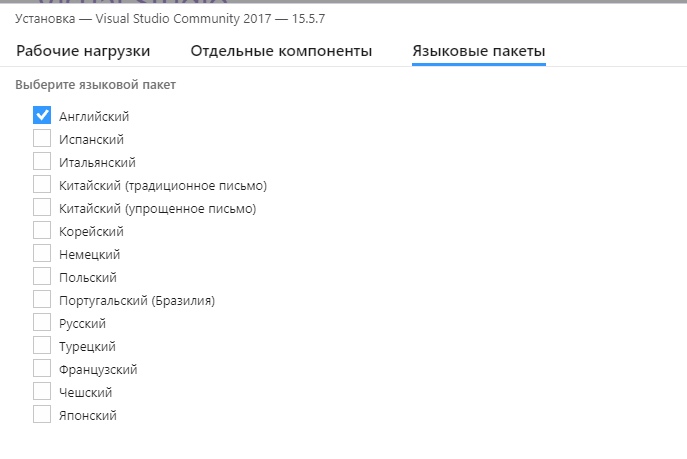 Установка — Visual Studio Community 2017 — 15.5.7
Рабочие нагрузки Отдельные компоненты Языковые пакеты
Выберите языковой пакет
Английский
Испанский
Итальянский
Китайский (традиционное письмо)
Китайский (упрощенное письмо)
Корейский
Немецкий
Польский
Португальский (Бразилия)
Русский
Турецкий
Французский
Чешский
Японский